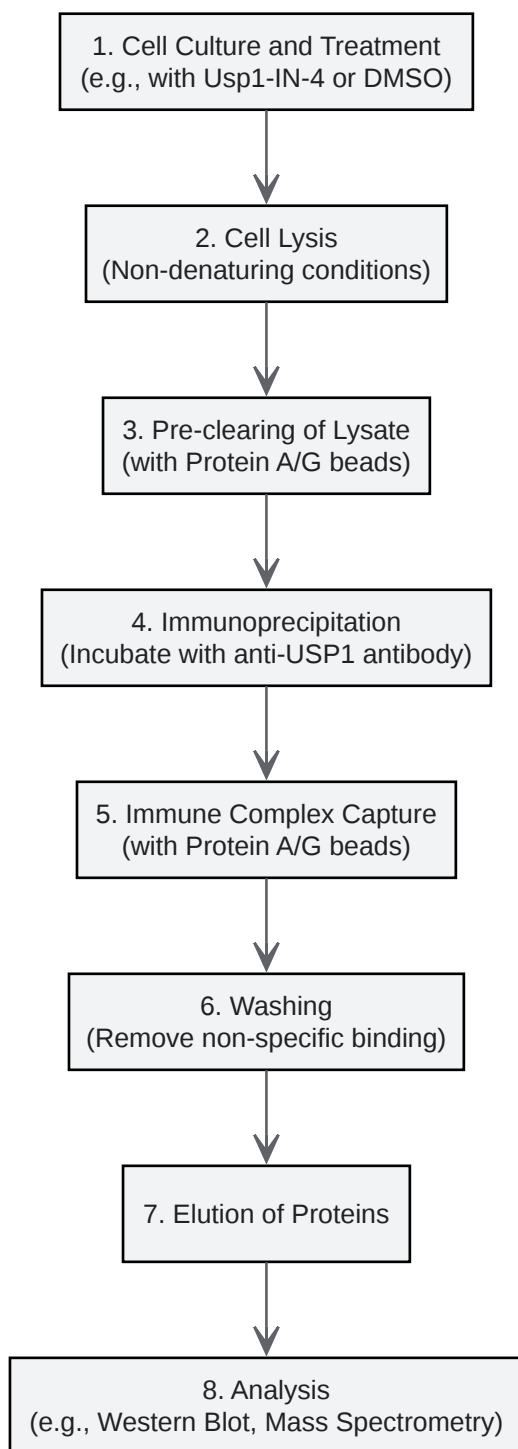 1. Cell Culture and Treatment
(e.g., with Usp1-IN-4 or DMSO)
2. Cell Lysis
(Non-denaturing conditions)
3. Pre-clearing of Lysate
(with Protein A/G beads)
4. Immunoprecipitation
(Incubate with anti-USP1 antibody)
5. Immune Complex Capture
(with Protein A/G beads)
6. Washing
(Remove non-specific binding)
7. Elution of Proteins
8. Analysis
(e.g., Western Blot, Mass Spectrometry)